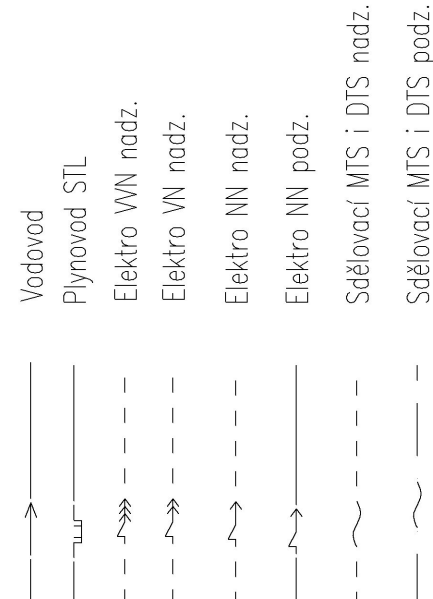 Vodovod
Plynovod STL
Elektro VVN nadz.
Elektro VN nadz.
Elektro NN nadz.
Elektro NN podz.
Sdělovací MTS i DTS nadz.
Sdělovací MTS i DTS podz.